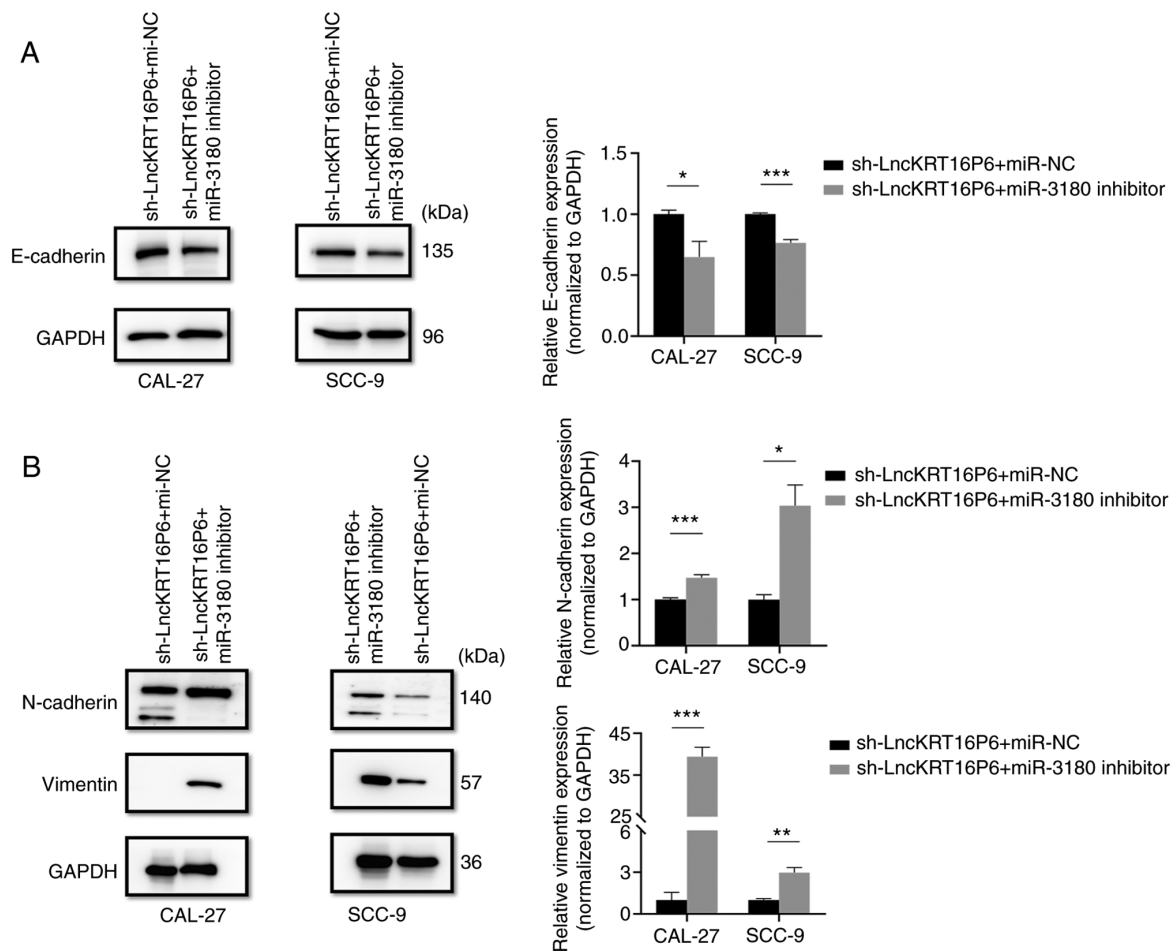 A
sh-LncKRT16P6+mi-NC
sh-LncKRT16P6+
miR-3180 inhibitor
sh-LncKRT16P6+mi-NC
sh-LncKRT16P6+
miR-3180 inhibitor
(kDa)
E-cadherin
135
GAPDH
96
CAL-27
SCC-9
Relative E-cadherin expression
(normalized to GAPDH)
1.5
1.0
0.5
0.0
*
***
CAL-27
SCC-9
sh-LncKRT16P6+miR-NC
sh-LncKRT16P6+miR-3180 inhibitor
B
sh-LncKRT16P6+mi-NC
sh-LncKRT16P6+
miR-3180 inhibitor
sh-LncKRT16P6+
miR-3180 inhibitor
sh-LncKRT16P6+mi-NC
(kDa)
N-cadherin
140
Vimentin
57
GAPDH
36
CAL-27
SCC-9
Relative N-cadherin expression
(normalized to GAPDH)
4
3
2
1
0
***
*
CAL-27
SCC-9
sh-LncKRT16P6+miR-NC
sh-LncKRT16P6+miR-3180 inhibitor
Relative vimentin expression
(normalized to GAPDH)
45
35
25
6
3
0
***
**
CAL-27
SCC-9
sh-LncKRT16P6+miR-NC
sh-LncKRT16P6+miR-3180 inhibitor